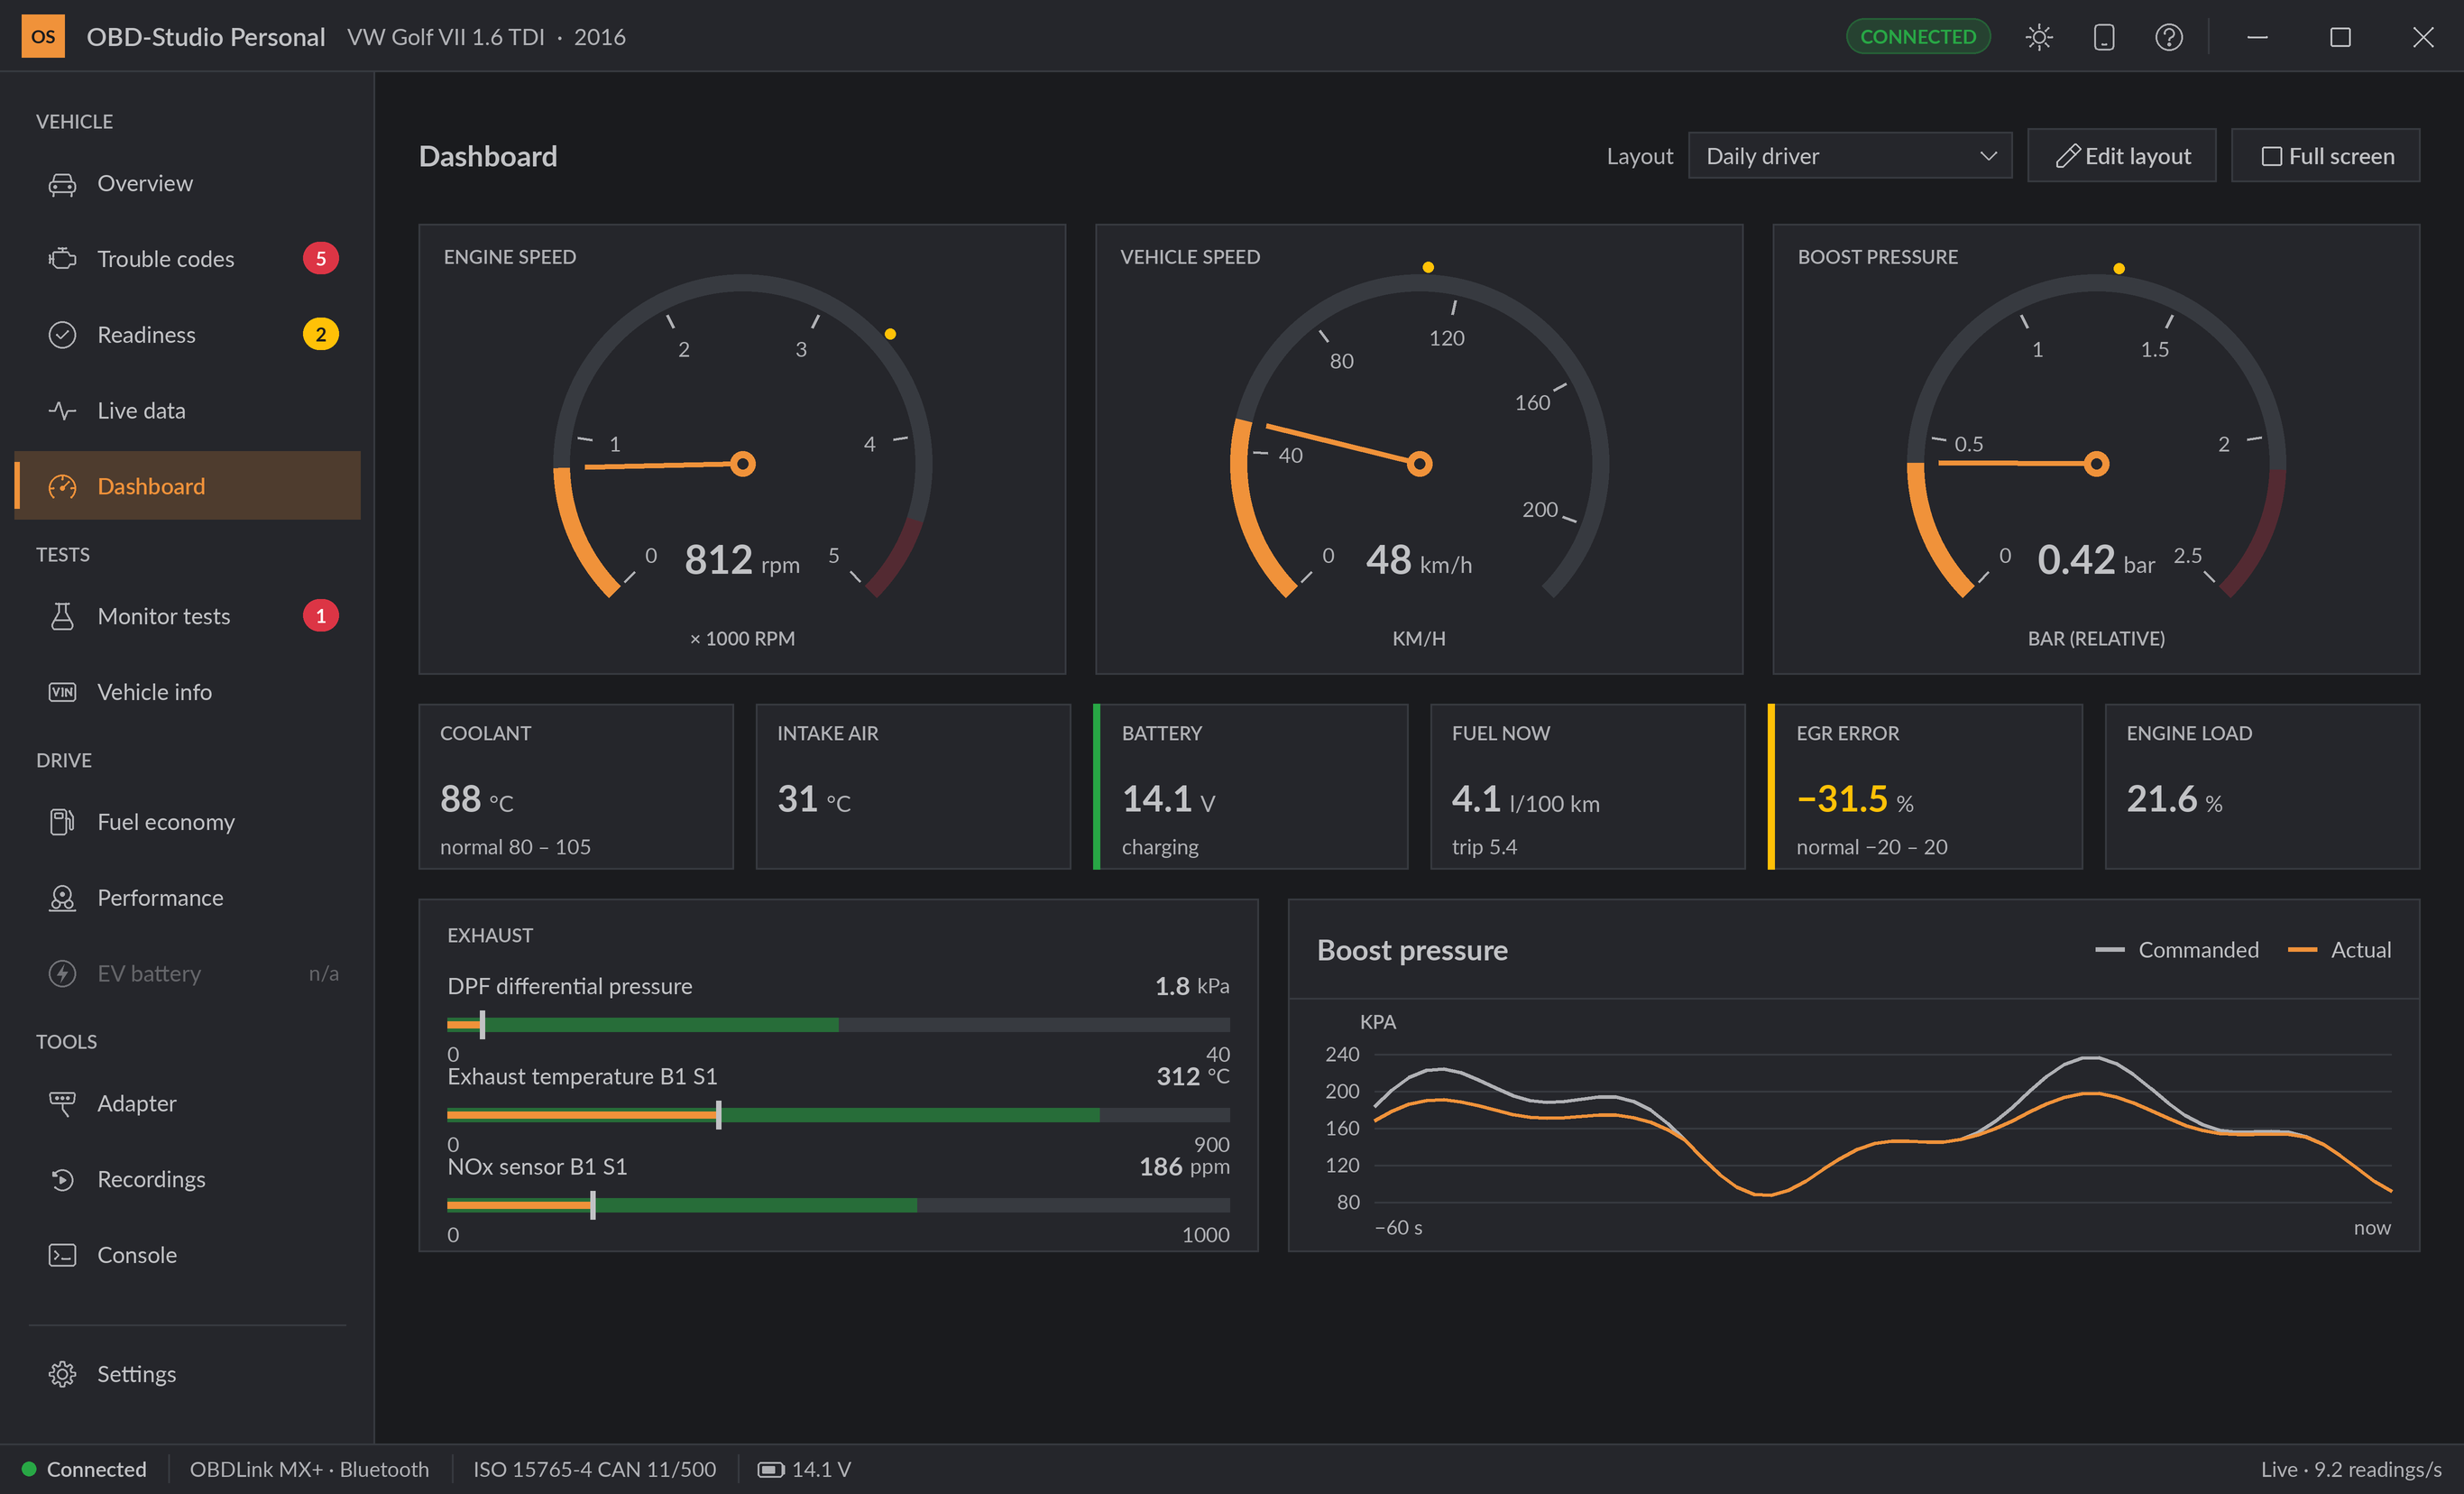 OS OBD-Studio Personal VW Golf VII 1.6 TDI · 2016 CONNECTED
VEHICLE
Overview
Trouble codes 5
Readiness 2
Live data
Dashboard
TESTS
Monitor tests 1
VIN Vehicle info
DRIVE
Fuel economy
Performance
EV battery n/a
TOOLS
Adapter
Recordings
Console
Settings
Dashboard Layout Daily driver Edit layout Full screen
ENGINE SPEED
0 1 2 3 4 5
812 rpm
× 1000 RPM
VEHICLE SPEED
0 40 80 120 160 200
48 km/h
KM/H
BOOST PRESSURE
0 0.5 1 1.5 2 2.5
0.42 bar
BAR (RELATIVE)
COOLANT
88 °C
normal 80 – 105
INTAKE AIR
31 °C
BATTERY
14.1 V
charging
FUEL NOW
4.1 l/100 km
trip 5.4
EGR ERROR
−31.5 %
normal −20 – 20
ENGINE LOAD
21.6 %
EXHAUST
DPF differential pressure 1.8 kPa
0 40
Exhaust temperature B1 S1 312 °C
0 900
NOx sensor B1 S1 186 ppm
0 1000
Boost pressure Commanded Actual
KPA
240
200
160
120
80
−60 s now
Connected OBDLink MX+ · Bluetooth ISO 15765-4 CAN 11/500 14.1 V Live · 9.2 readings/s